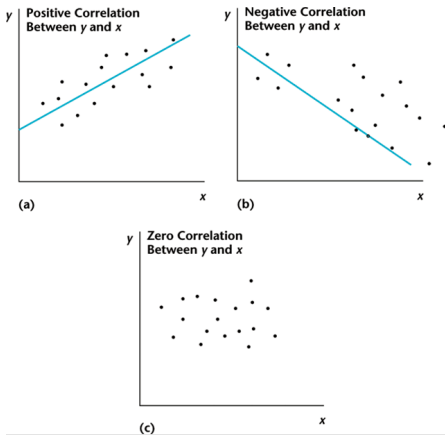 y
Positive Correlation
Between y and x
x
(a)
y
Negative Correlation
Between y and x
x
(b)
y
Zero Correlation
Between y and x
x
(c)